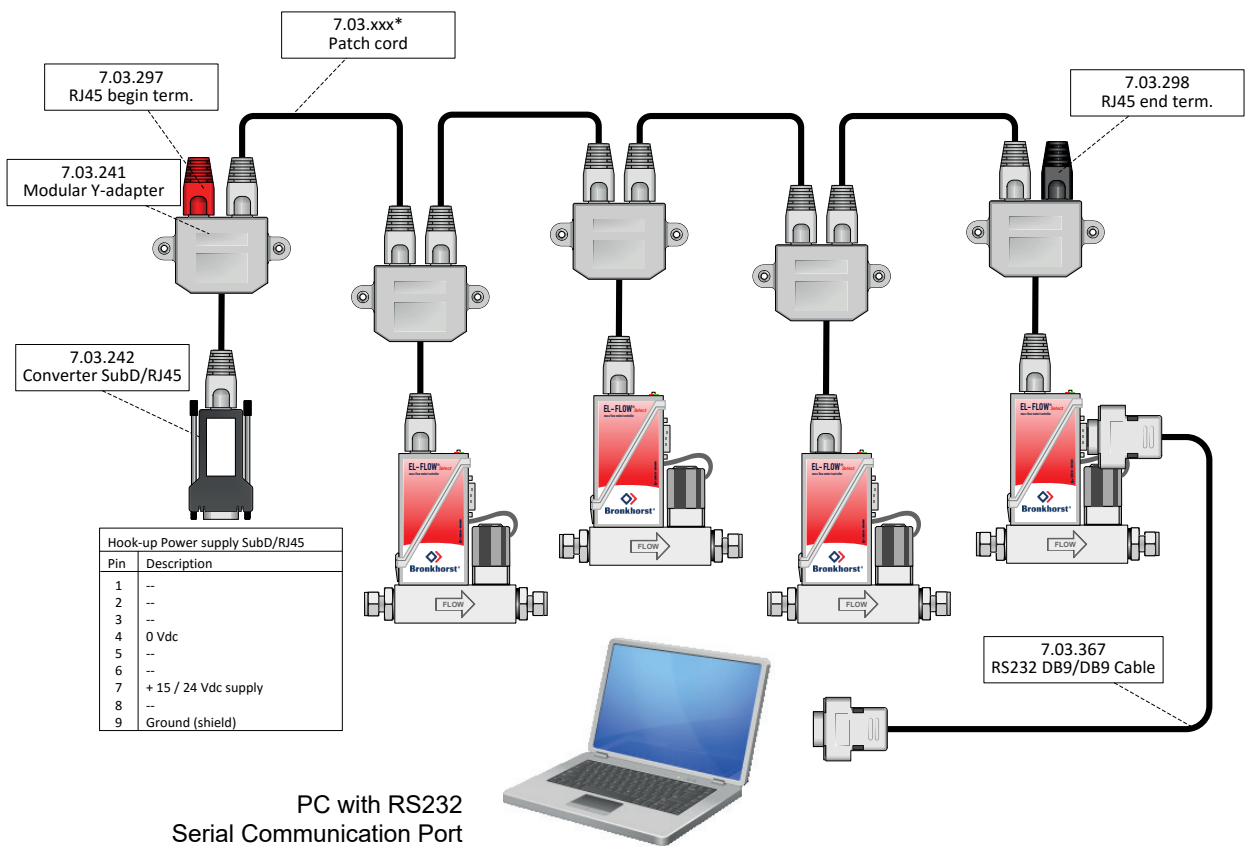 7.03.xxx*
Patch cord
7.03.297
RJ45 begin term.
7.03.298
RJ45 end term.
7.03.241
Modular Y-adapter
7.03.242
Converter SubD/RJ45
EL-FLOW® Select
Bronkhorst®
FLOW
EL-FLOW® Select
Bronkhorst®
FLOW
EL-FLOW® Select
Bronkhorst®
FLOW
EL-FLOW® Select
Bronkhorst®
FLOW
Hook-up Power supply SubD/RJ45
Pin Description
1 --
2 --
3 --
4 0 Vdc
5 --
6 --
7 + 15 / 24 Vdc supply
8 --
9 Ground (shield)
7.03.367
RS232 DB9/DB9 Cable
PC with RS232
Serial Communication Port